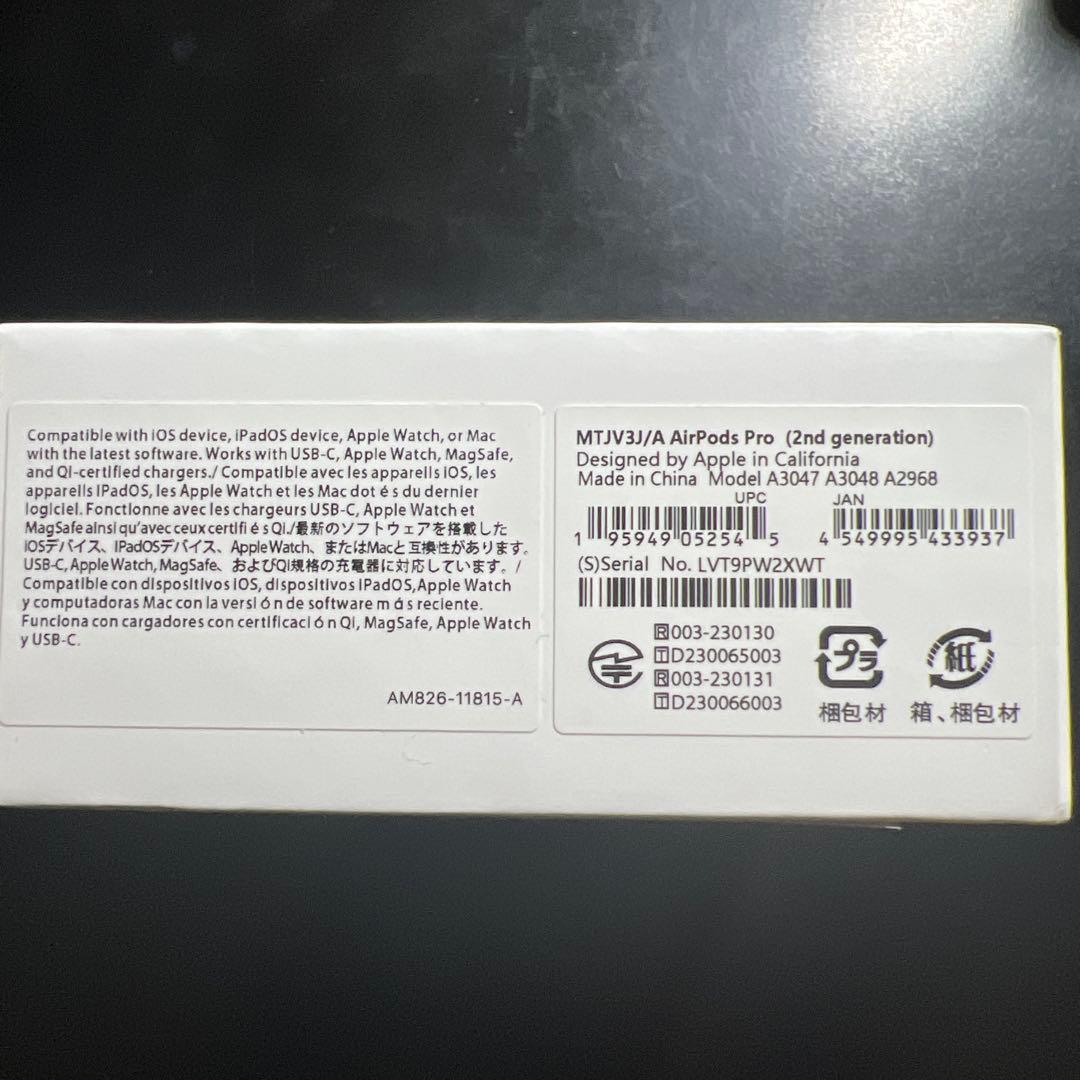 Compatible with iOS device, iPadOS device, Apple Watch, or Mac
with the latest software. Works with USB-C, Apple Watch, MagSafe,
and QI-certified chargers./ Compatible avec les appareils iOS, les
appareils IPadOS, les Apple Watch et les Mac dot é s du dernier
logiciel. Fonctionne avec les chargeurs USB-C, Apple Watch et
MagSafe ainsi qu'avec ceux certifi é s Qi./最新のソフトウェアを搭載した
iOSデバイス、IPadOSデバイス、Apple Watch、またはMacと互換性があります。
USB-C, Apple Watch, MagSafe、およびQI規格の充電器に対応しています。/
Compatible con dispositivos iOS, dispositivos iPadOS,Apple Watch
y computadoras Mac con la versi ó n de software m á s reciente.
Funciona con cargadores con certificaci ó n Qi, MagSafe, Apple Watch
y USB-C.
AM826-11815-A
MTJV3J/A AirPods Pro (2nd generation)
Designed by Apple in California
Made in China Model A3047 A3048 A2968
UPC
1 95949 05254 5
JAN
4 549995 433937
(S)Serial No. LVT9PW2XWT
R 003-230130
T D230065003
R 003-230131
T D230066003
プラ
梱包材
紙
箱、梱包材